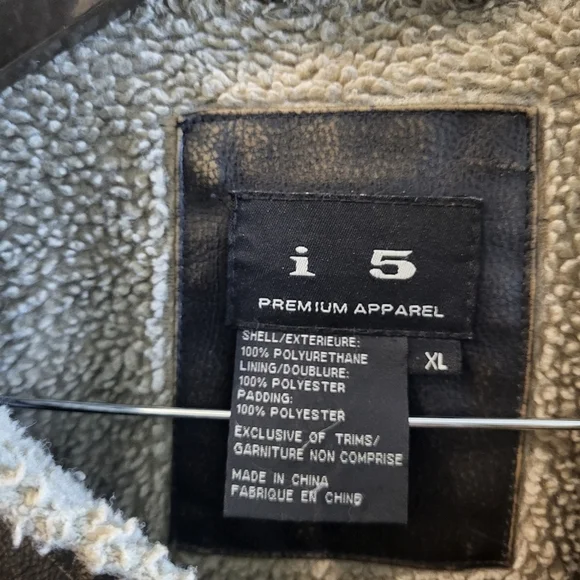 i 5
PREMIUM APPAREL
XL
SHELL/EXTERIEURE:
100% POLYURETHANE
LINING/DOUBLURE:
100% POLYESTER
PADDING:
100% POLYESTER
EXCLUSIVE OF TRIMS/
GARNITURE NON COMPRISE
MADE IN CHINA
FABRIQUE EN CHINE